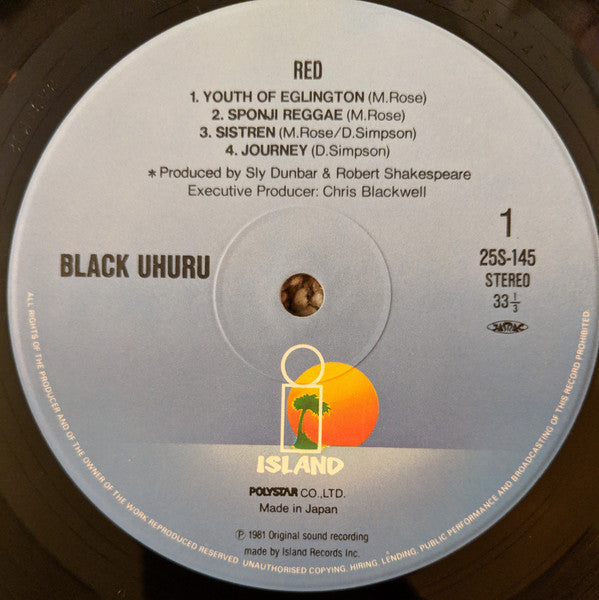 RED
1. YOUTH OF EGLINGTON (M.Rose)
2. SPONJI REGGAE (M.Rose)
3. SISTREN (M.Rose/D.Simpson)
4. JOURNEY (D.Simpson)
* Produced by Sly Dunbar & Robert Shakespeare
Executive Producer: Chris Blackwell
BLACK UHURU
1
25S-145
STEREO
33 1/3
JASRAC
ISLAND
POLYSTAR CO.,LTD.
Made in Japan
Ⓟ 1981 Original sound recording
made by Island Records Inc.
ALL RIGHTS OF THE PRODUCER AND OF THE OWNER OF THE WORK REPRODUCED RESERVED. UNAUTHORISED COPYING, HIRING, LENDING, PUBLIC PERFORMANCE AND BROADCASTING OF THIS RECORD PROHIBITED.